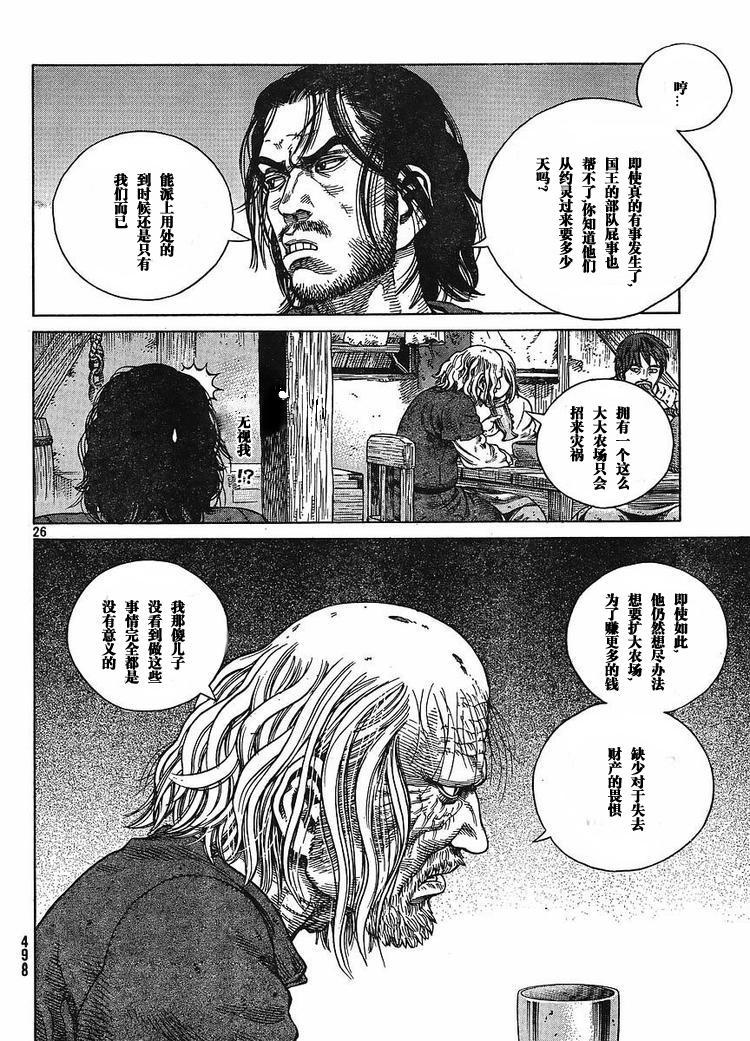 哼…
即使真的有事发生了,
国王的部队屁事也
帮不了,你知道他们
从约灵过来要多少
天吗?
能派上用处的
到时候还是只有
我们而已
拥有一个这么
大大农场只会
招来灾祸
无视我
!?
26
即使如此,
他仍然想尽办法
想要扩大农场,
为了赚更多的钱
缺少对于失去
财产的畏惧
我那傻儿子
没看到做这些
事情完全都是
没有意义的
498